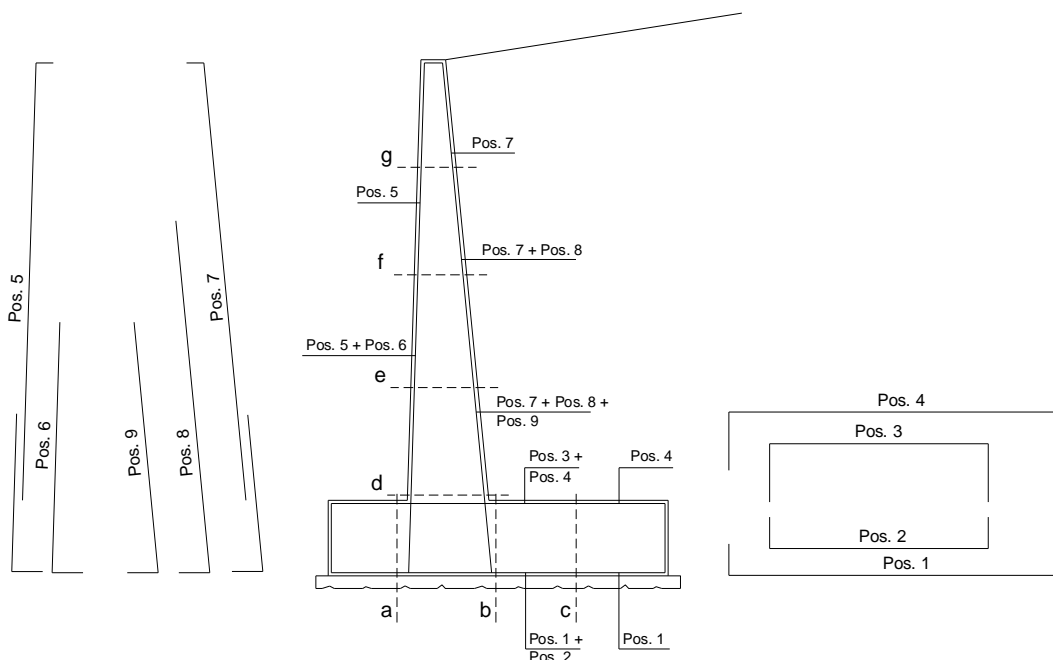 Pos. 5
Pos. 6
Pos. 9
Pos. 8
Pos. 7
g
Pos. 7
Pos. 5
f
Pos. 7 + Pos. 8
Pos. 5 + Pos. 6
e
Pos. 7 + Pos. 8 +
Pos. 9
d
Pos. 3 +
Pos. 4
Pos. 4
a
b
c
Pos. 1 +
Pos. 2
Pos. 1
Pos. 4
Pos. 3
Pos. 2
Pos. 1